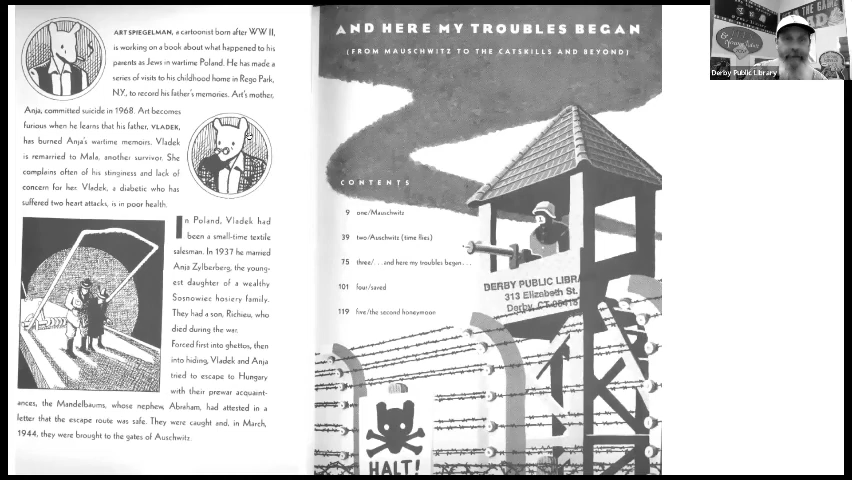 ART SPIEGELMAN, a cartoonist born after WW II,
is working on a book about what happened to his
parents as Jews in wartime Poland. He has made a
series of visits to his childhood home in Rego Park,
N.Y., to record his father's memories. Art's mother,
Anja, committed suicide in 1968. Art becomes
furious when he learns that his father, VLADEK,
has burned Anja's wartime memoirs. Vladek
is remarried to Mala, another survivor. She
complains often of his stinginess and lack of
concern for her. Vladek, a diabetic who has
suffered two heart attacks, is in poor health.
In Poland, Vladek had
been a small-time textile
salesman. In 1937 he married
Anja Zylberberg, the young-
est daughter of a wealthy
Sosnowiec hosiery family.
They had a son, Richieu, who
died during the war.
Forced first into ghettos, then
into hiding, Vladek and Anja
tried to escape to Hungary
with their prewar acquaint-
ances, the Mandelbaums, whose nephew, Abraham, had attested in a
letter that the escape route was safe. They were caught and, in March,
1944, they were brought to the gates of Auschwitz.
AND HERE MY TROUBLES BEGAN
(FROM MAUSCHWITZ TO THE CATSKILLS AND BEYOND)
CONTENTS
9 one/Mauschwitz
39 two/Auschwitz (time flies)
75 three/. . . and here my troubles began. . .
101 four/saved
119 five/the second honeymoon
DERBY PUBLIC LIBRA
313 Elizabeth St.
Derby, CT 06418
HALT!
Derby Public Library
THE GAME